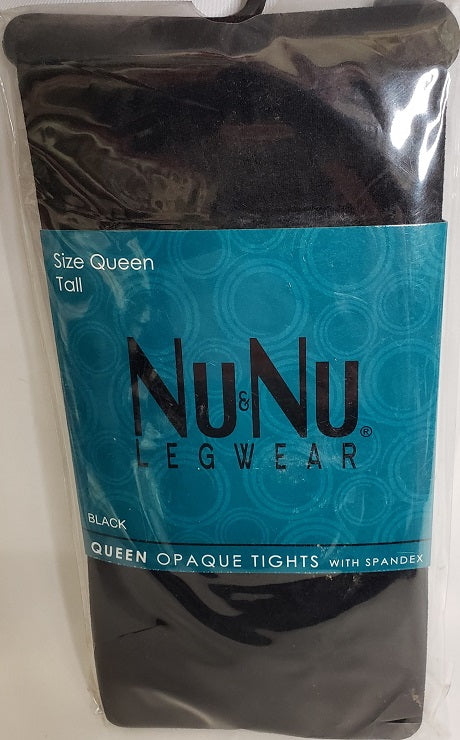 Size Queen
Tall
NU&NU®
LEGWEAR
BLACK
QUEEN OPAQUE TIGHTS WITH SPANDEX